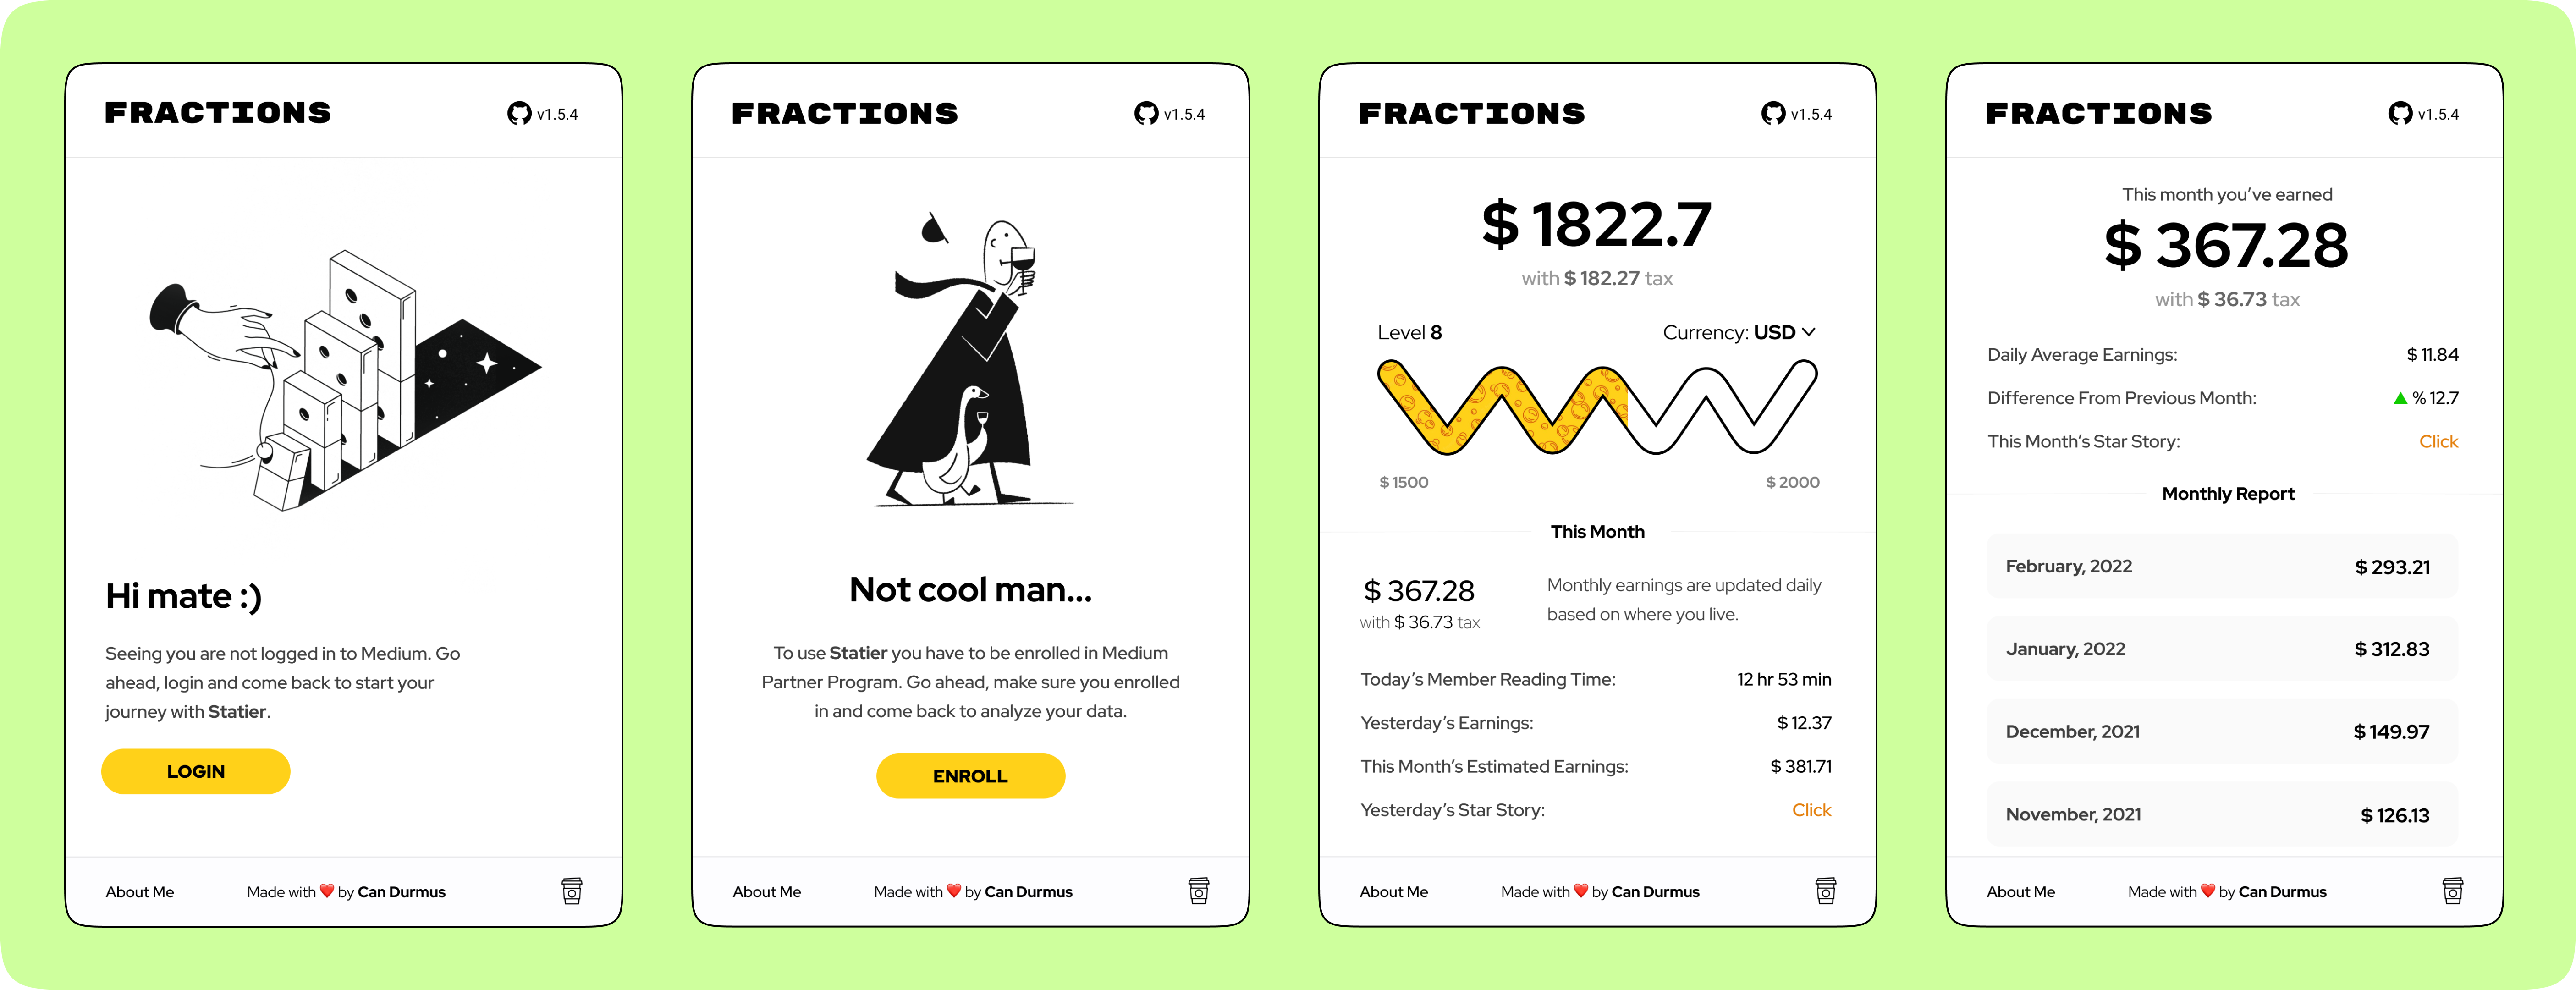 FRACTIONS v1.5.4
Hi mate :)
Seeing you are not logged in to Medium. Go
ahead, login and come back to start your
journey with Statier.
LOGIN
About Me Made with ❤️ by Can Durmus
FRACTIONS v1.5.4
Not cool man...
To use Statier you have to be enrolled in Medium
Partner Program. Go ahead, make sure you enrolled
in and come back to analyze your data.
ENROLL
About Me Made with ❤️ by Can Durmus
FRACTIONS v1.5.4
$ 1822.7
with $ 182.27 tax
Level 8 Currency: USD
$ 1500 $ 2000
This Month
$ 367.28
with $ 36.73 tax
Monthly earnings are updated daily
based on where you live.
Today’s Member Reading Time: 12 hr 53 min
Yesterday’s Earnings: $ 12.37
This Month’s Estimated Earnings: $ 381.71
Yesterday’s Star Story: Click
About Me Made with ❤️ by Can Durmus
FRACTIONS v1.5.4
This month you’ve earned
$ 367.28
with $ 36.73 tax
Daily Average Earnings: $ 11.84
Difference From Previous Month: ▲ % 12.7
This Month’s Star Story: Click
Monthly Report
February, 2022 $ 293.21
January, 2022 $ 312.83
December, 2021 $ 149.97
November, 2021 $ 126.13
About Me Made with ❤️ by Can Durmus